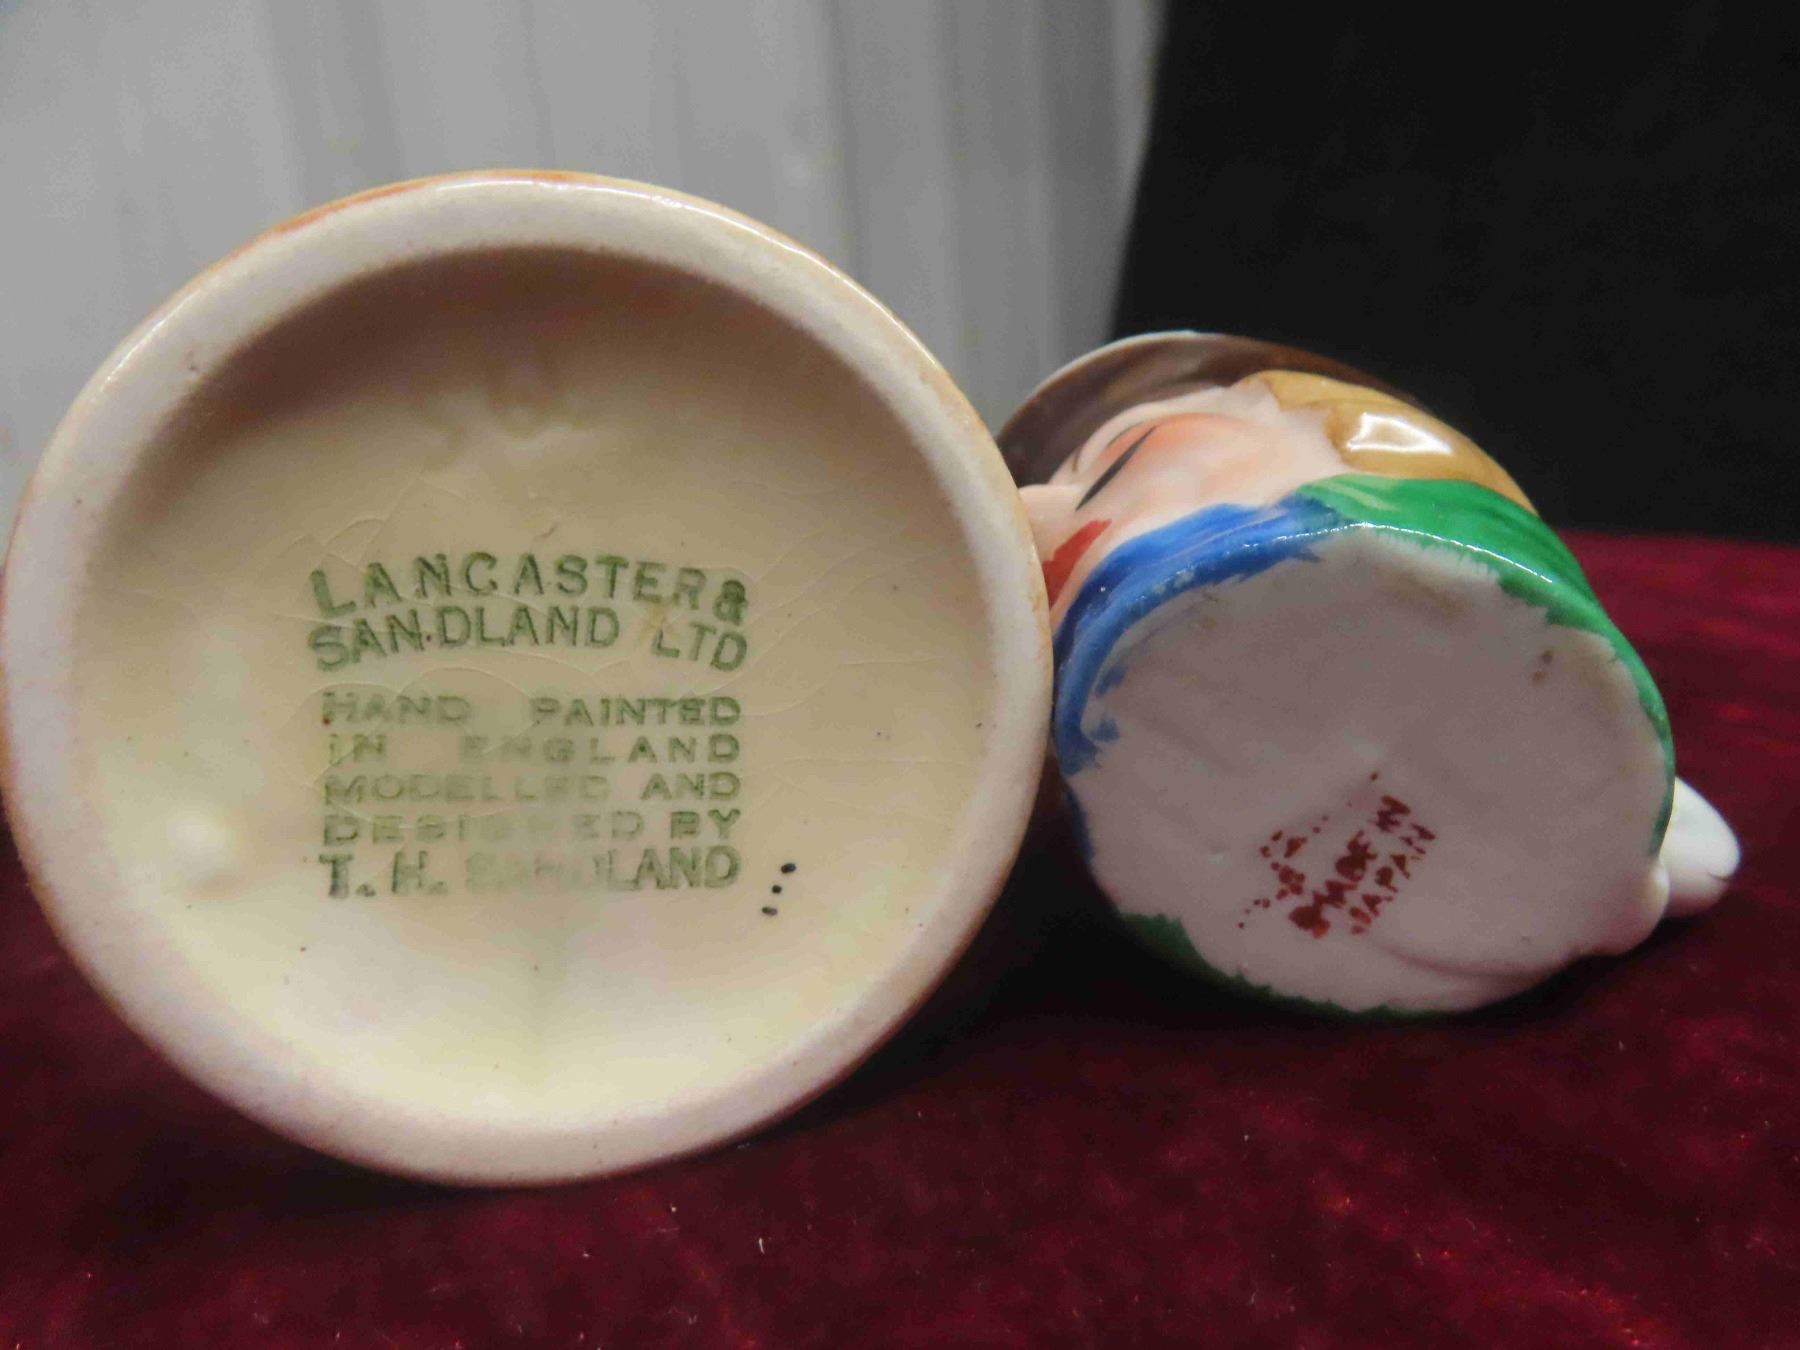 LANCASTER &
SANDLAND LTD
HAND PAINTED
IN ENGLAND
MODELLED AND
DESIGNED BY
T. H. SANDLAND
MADE IN
JAPAN